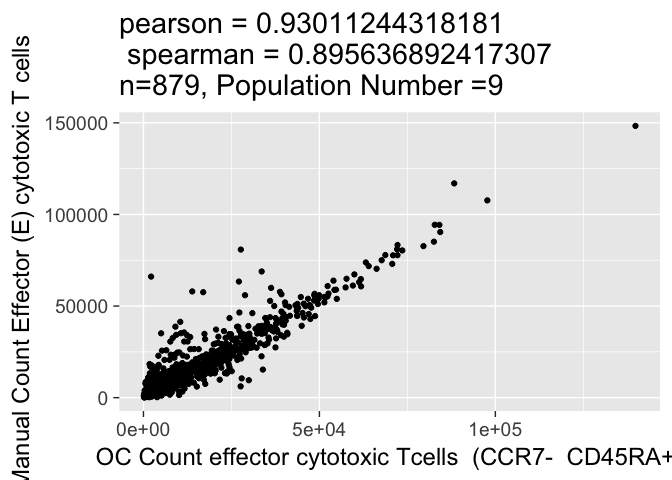 pearson = 0.93011244318181
spearman = 0.895636892417307
n=879, Population Number =9
Manual Count Effector (E) cytotoxic T cells
150000
100000
50000
0
0e+00 5e+04 1e+05
OC Count effector cytotoxic Tcells (CCR7- CD45RA+